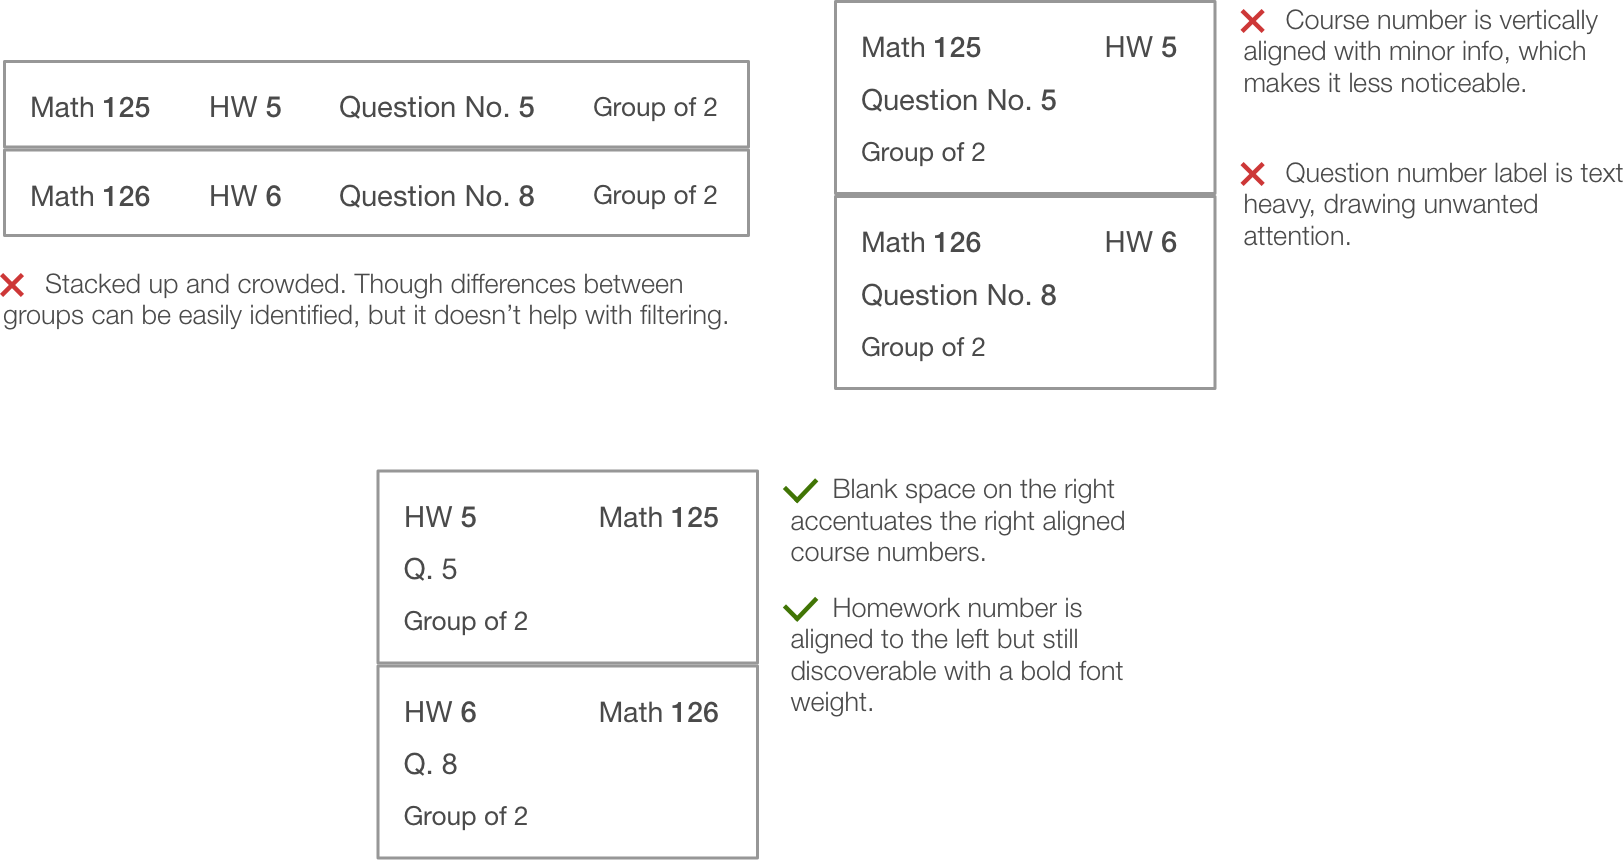 Math 125 HW 5 Question No. 5 Group of 2
Math 126 HW 6 Question No. 8 Group of 2
Stacked up and crowded. Though differences between
groups can be easily identified, but it doesn’t help with filtering.
Math 125 HW 5
Question No. 5
Group of 2
Math 126 HW 6
Question No. 8
Group of 2
Course number is vertically
aligned with minor info, which
makes it less noticeable.
Question number label is text
heavy, drawing unwanted
attention.
HW 5 Math 125
Q. 5
Group of 2
HW 6 Math 126
Q. 8
Group of 2
Blank space on the right
accentuates the right aligned
course numbers.
Homework number is
aligned to the left but still
discoverable with a bold font
weight.